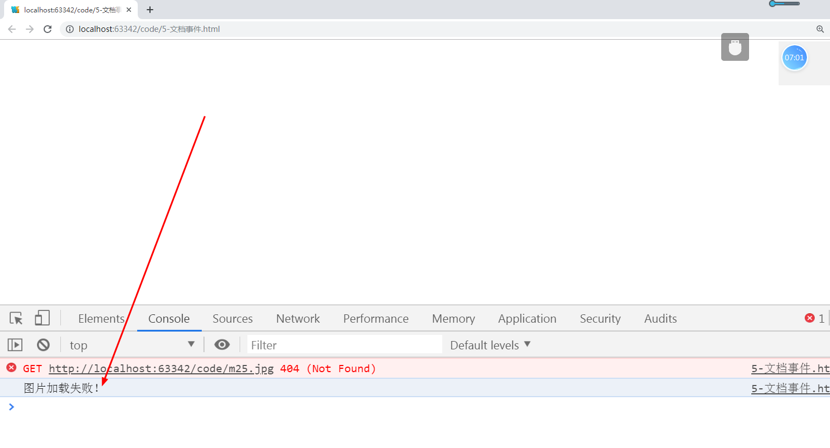 5-文档事件.html
localhost:63342/code/5-文档事件.html
07:01
Elements Console Sources Network Performance Memory Application Security Audits 1
top Filter Default levels
GET http://localhost:63342/code/m25.jpg 404 (Not Found) 5-文档事件.ht
图片加载失败! 5-文档事件.ht